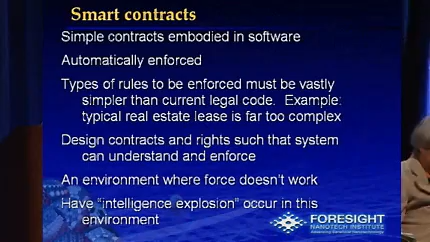 Smart contracts
Simple contracts embodied in software
Automatically enforced
Types of rules to be enforced must be vastly
simpler than current legal code. Example:
typical real estate lease is far too complex
Design contracts and rights such that system
can understand and enforce
An environment where force doesn't work
Have "intelligence explosion" occur in this
environment
FORESIGHT
NANOTECH INSTITUTE
Advancing Beneficial Nanotechnology